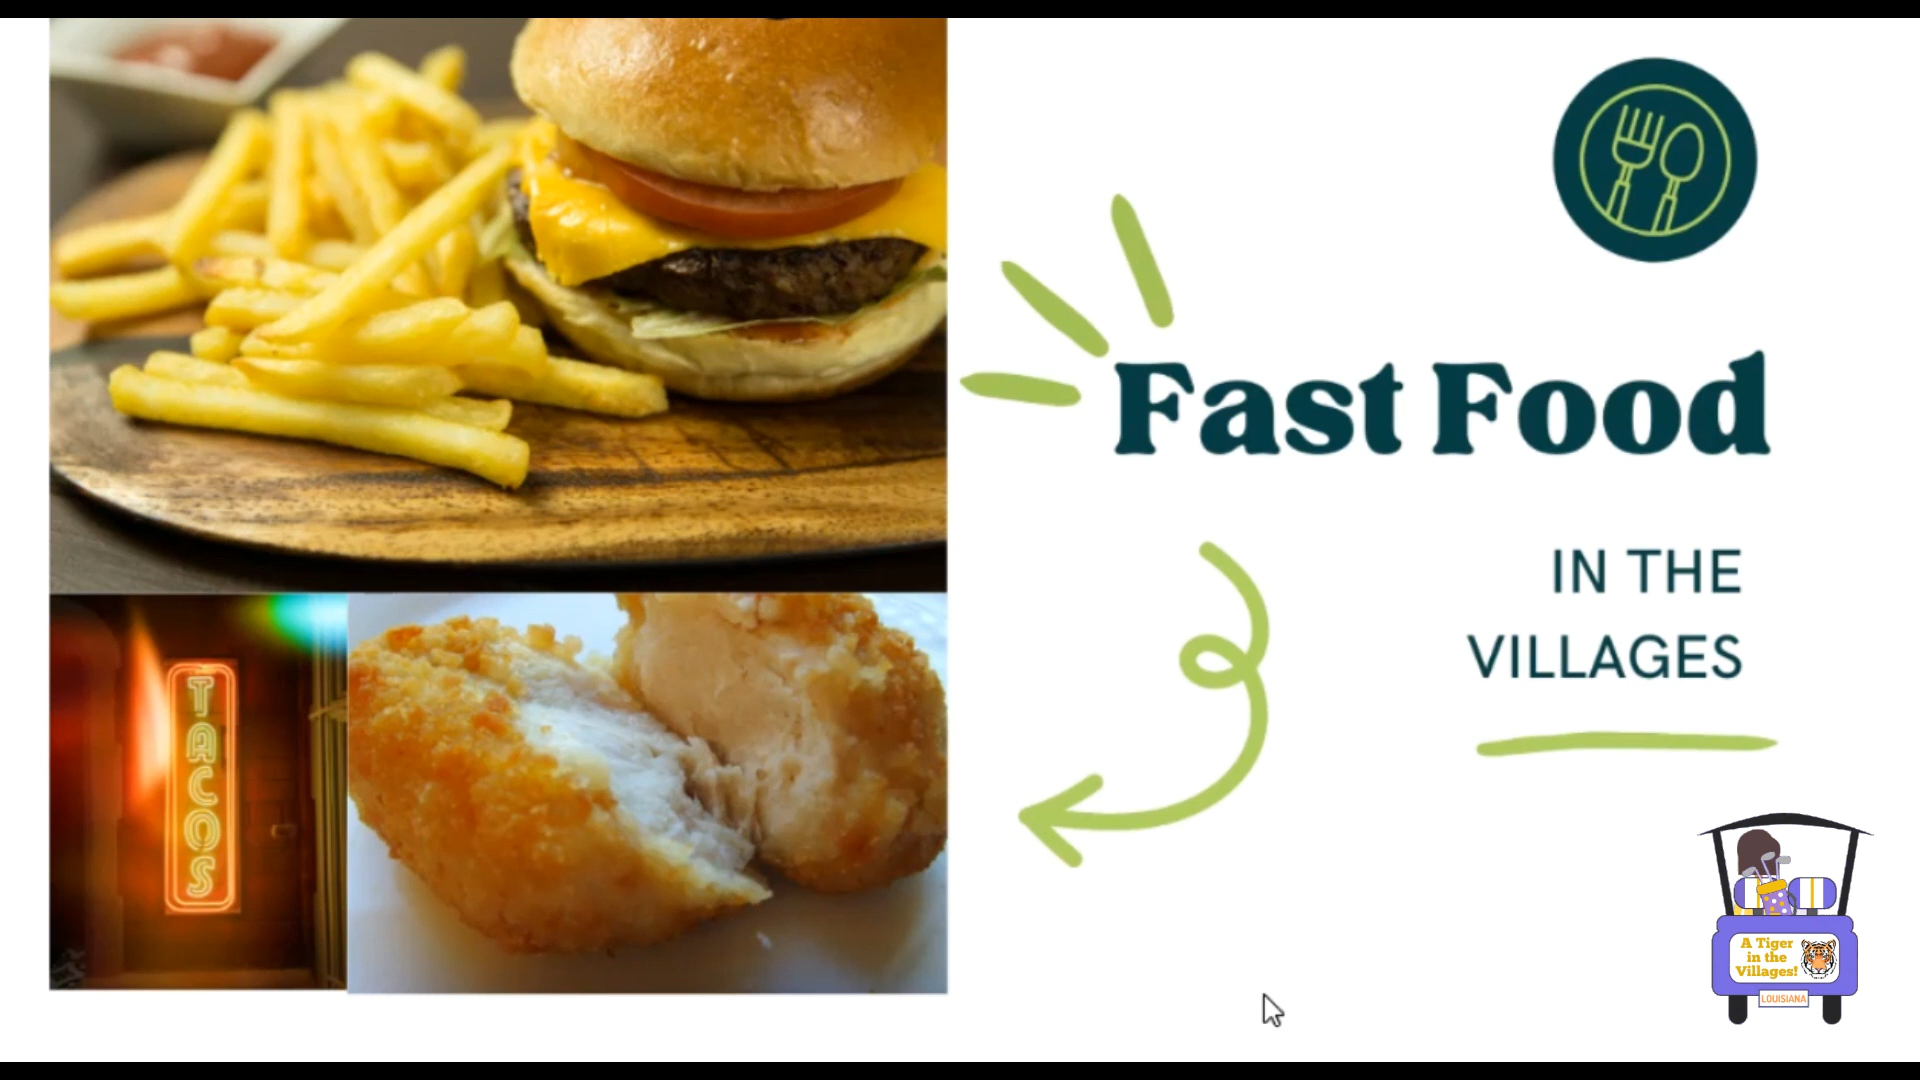 Fast Food
IN THE
VILLAGES
TACOS
A Tiger
in the
Villages!
LOUISIANA